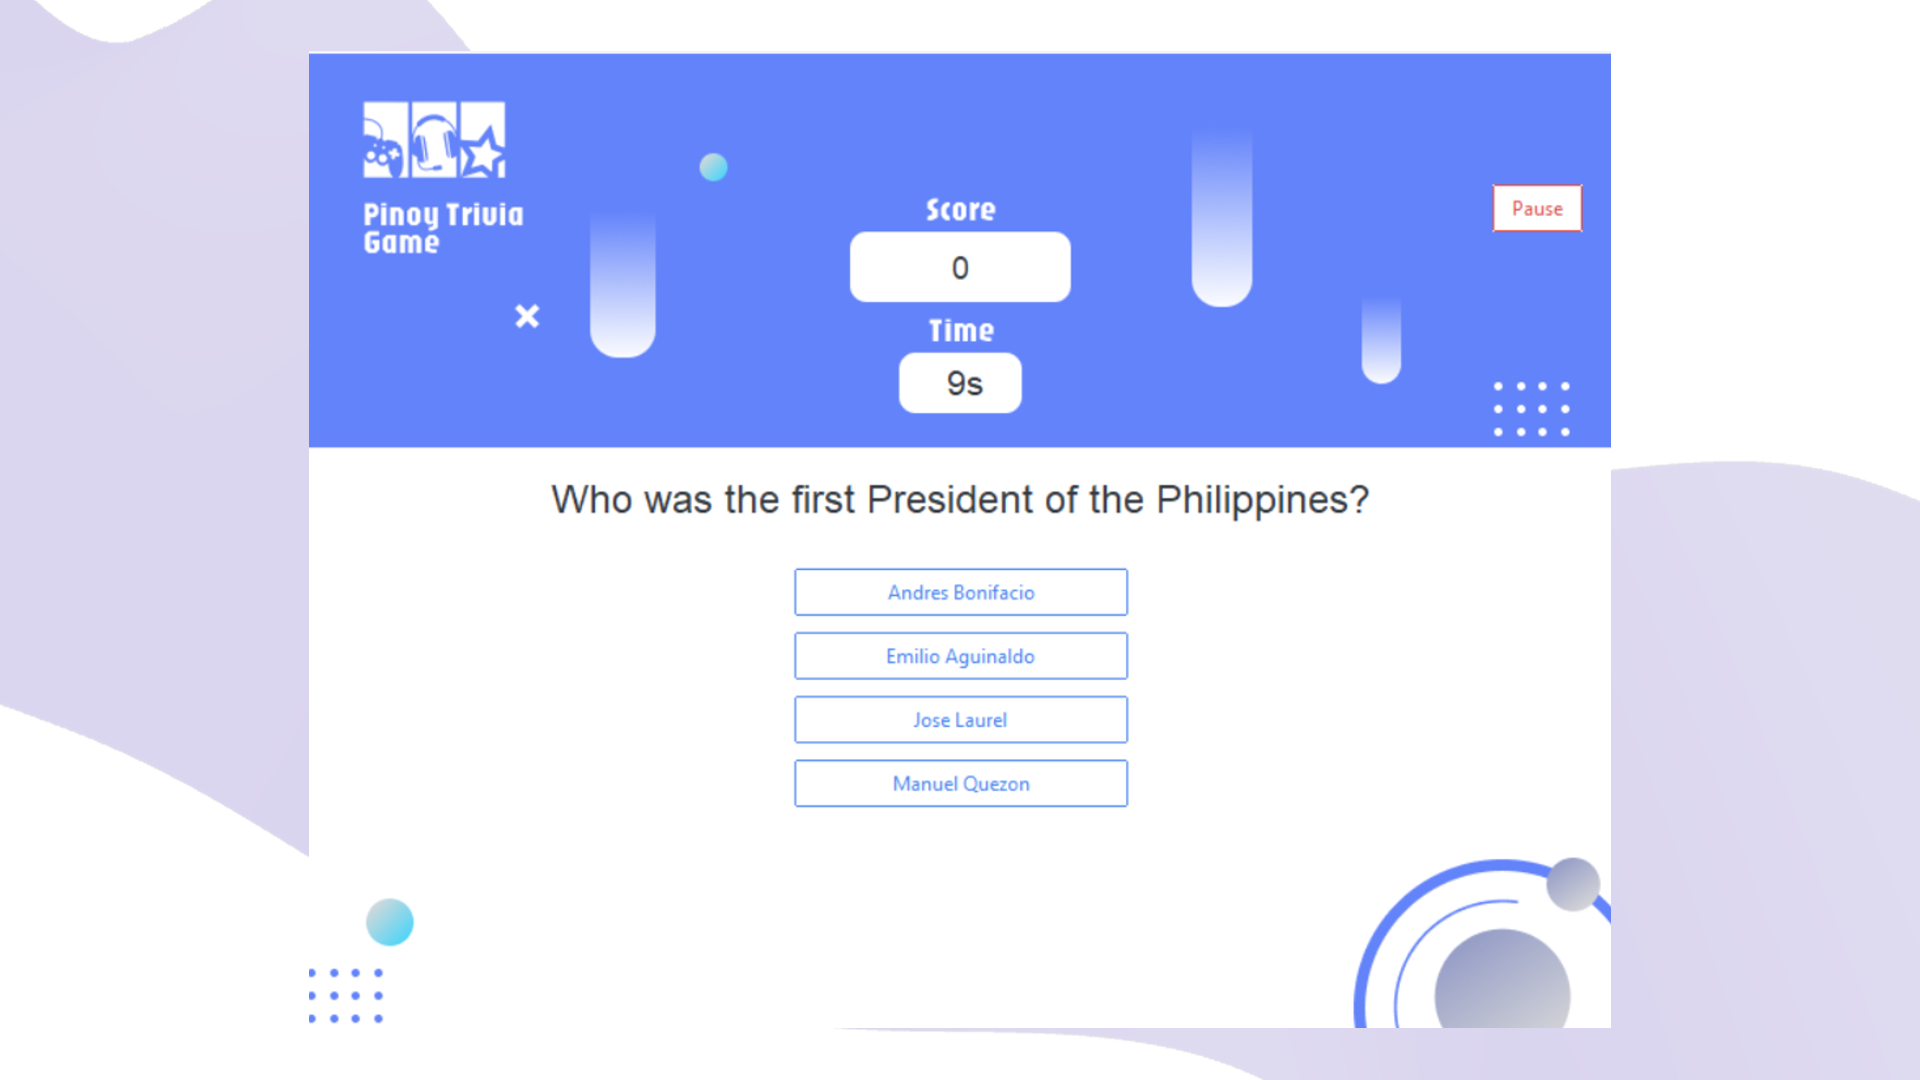 Pinoy Trivia
Game
Score
0
Time
9s
Pause
Who was the first President of the Philippines?
Andres Bonifacio
Emilio Aguinaldo
Jose Laurel
Manuel Quezon